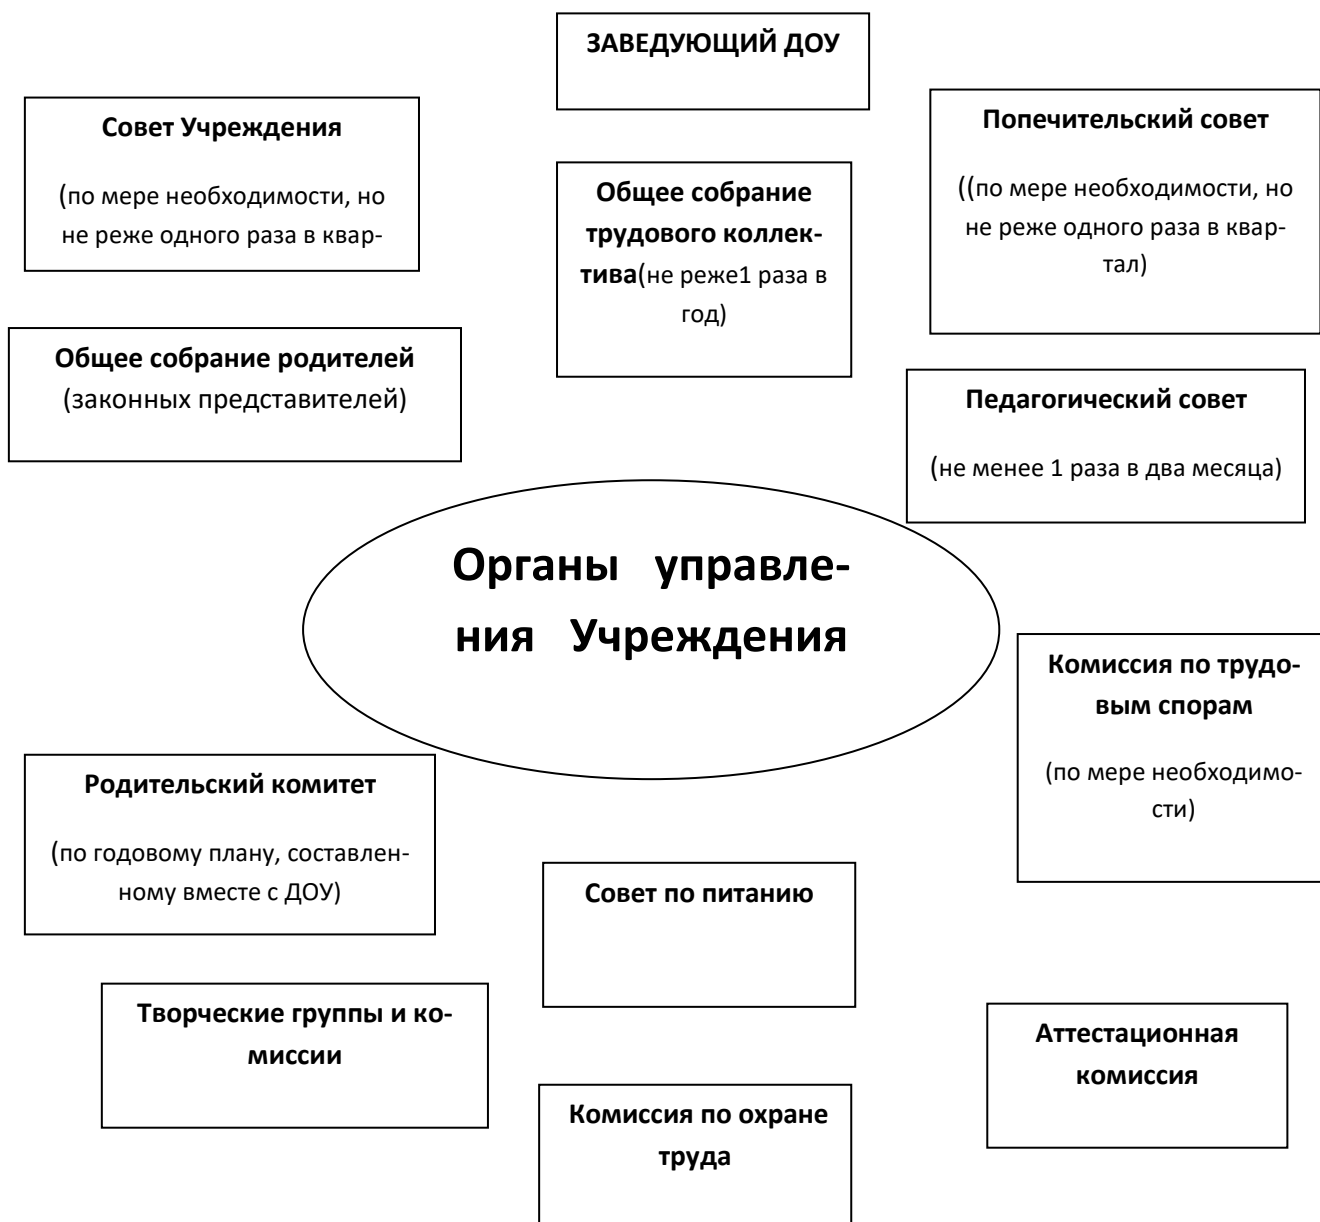 ЗАВЕДУЮЩИЙ ДОУ
Совет Учреждения
(по мере необходимости, но
не реже одного раза в квар-
Попечительский совет
((по мере необходимости, но
не реже одного раза в квар-
тал)
Общее собрание
трудового коллек-
тива(не реже1 раза в
год)
Общее собрание родителей
(законных представителей)
Педагогический совет
(не менее 1 раза в два месяца)
Органы управле-
ния Учреждения
Комиссия по трудо-
вым спорам
(по мере необходимо-
сти)
Родительский комитет
(по годовому плану, составлен-
ному вместе с ДОУ)
Совет по питанию
Творческие группы и ко-
миссии
Аттестационная
комиссия
Комиссия по охране
труда